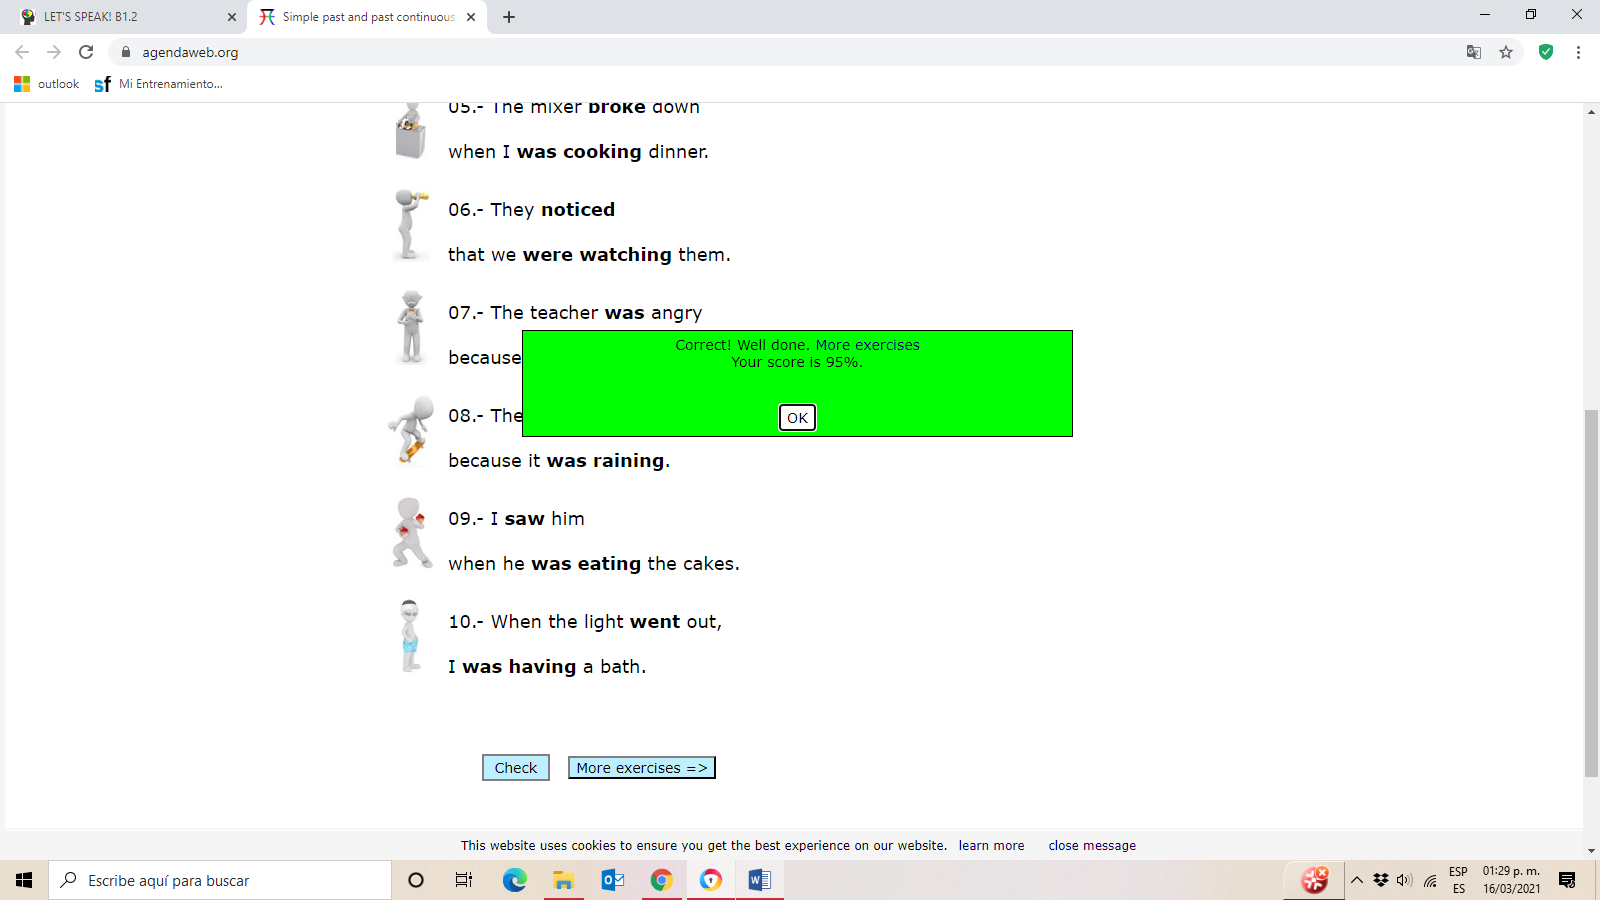 LET'S SPEAK! B1.2
Simple past and past continuous
agendaweb.org
outlook
Mi Entrenamiento...
05.- The mixer broke down
when I was cooking dinner.
06.- They noticed
that we were watching them.
07.- The teacher was angry
because
08.- The
because it was raining.
09.- I saw him
when he was eating the cakes.
10.- When the light went out,
I was having a bath.
Correct! Well done. More exercises
Your score is 95%.
OK
Check
More exercises =>
This website uses cookies to ensure you get the best experience on our website. learn more close message
Escribe aquí para buscar
ESP
ES
01:29 p. m.
16/03/2021